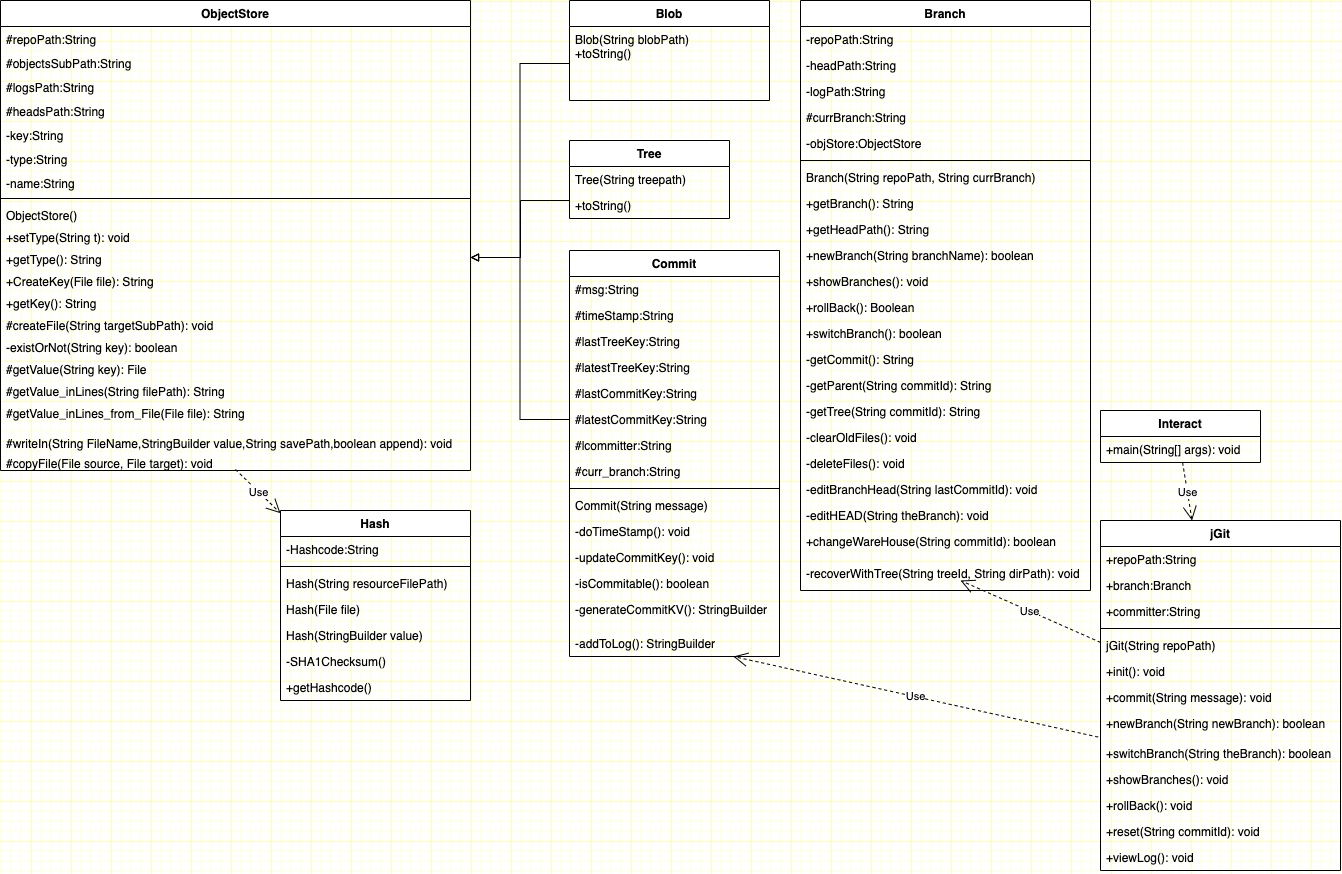 ObjectStore
#repoPath:String
#objectsSubPath:String
#logsPath:String
#headsPath:String
-key:String
-type:String
-name:String
ObjectStore()
+setType(String t): void
+getType(): String
+CreateKey(File file): String
+getKey(): String
#createFile(String targetSubPath): void
-existOrNot(String key): boolean
#getValue(String key): File
#getValue_inLines(String filePath): String
#getValue_inLines_from_File(File file): String
#writeIn(String FileName,StringBuilder value,String savePath,boolean append): void
#copyFile(File source, File target): void
Use
Hash
-Hashcode:String
Hash(String resourceFilePath)
Hash(File file)
Hash(StringBuilder value)
-SHA1Checksum()
+getHashcode()
Blob
Blob(String blobPath)
+toString()
Tree
Tree(String treepath)
+toString()
Commit
#msg:String
#timeStamp:String
#lastTreeKey:String
#latestTreeKey:String
#lastCommitKey:String
#latestCommitKey:String
#lcommitter:String
#curr_branch:String
Commit(String message)
-doTimeStamp(): void
-updateCommitKey(): void
-isCommitable(): boolean
-generateCommitKV(): StringBuilder
-addToLog(): StringBuilder
Branch
-repoPath:String
-headPath:String
-logPath:String
#currBranch:String
-objStore:ObjectStore
Branch(String repoPath, String currBranch)
+getBranch(): String
+getHeadPath(): String
+newBranch(String branchName): boolean
+showBranches(): void
+rollBack(): Boolean
+switchBranch(): boolean
-getCommit(): String
-getParent(String commitId): String
-getTree(String commitId): String
-clearOldFiles(): void
-deleteFiles(): void
-editBranchHead(String lastCommitId): void
-editHEAD(String theBranch): void
+changeWareHouse(String commitId): boolean
-recoverWithTree(String treeId, String dirPath): void
Use
Use
Interact
+main(String[] args): void
Use
jGit
+repoPath:String
+branch:Branch
+committer:String
jGit(String repoPath)
+init(): void
+commit(String message): void
+newBranch(String newBranch): boolean
+switchBranch(String theBranch): boolean
+showBranches(): void
+rollBack(): void
+reset(String commitId): void
+viewLog(): void